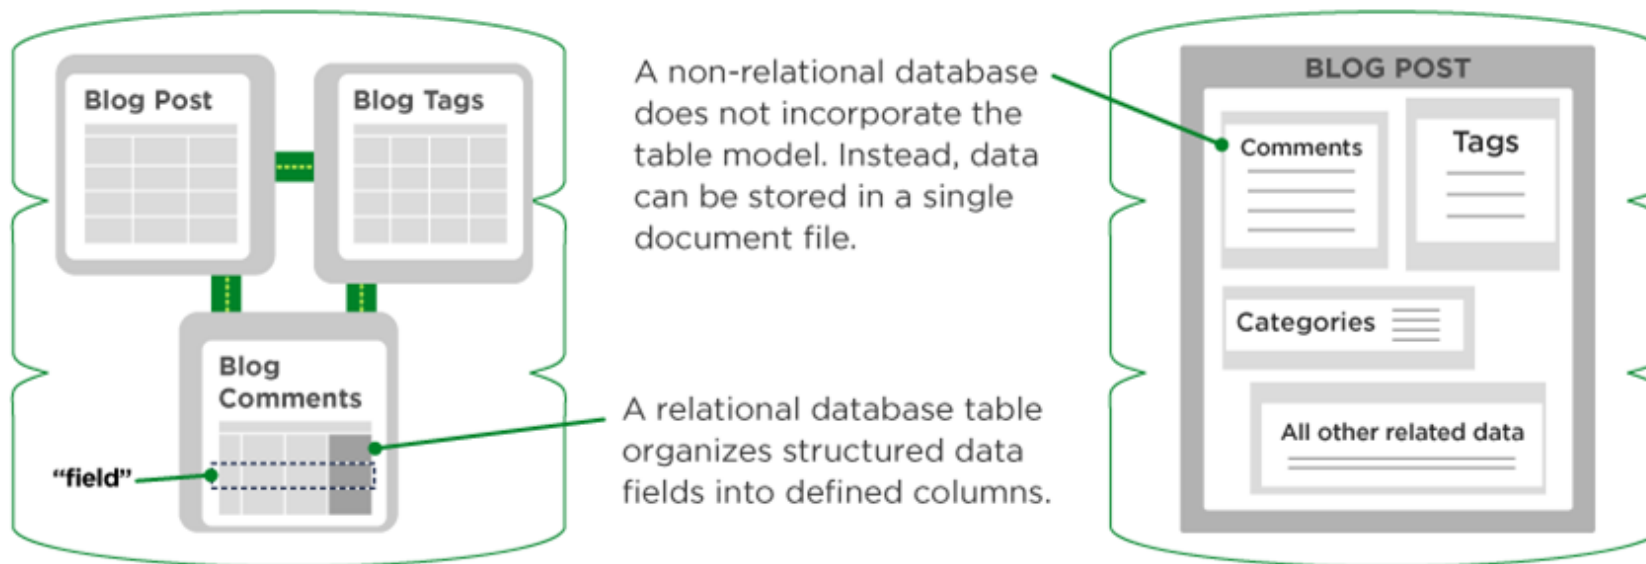 Blog Post
Blog Tags
Blog
Comments
“field”
A non-relational database
does not incorporate the
table model. Instead, data
can be stored in a single
document file.
A relational database table
organizes structured data
fields into defined columns.
BLOG POST
Comments
Tags
Categories
All other related data